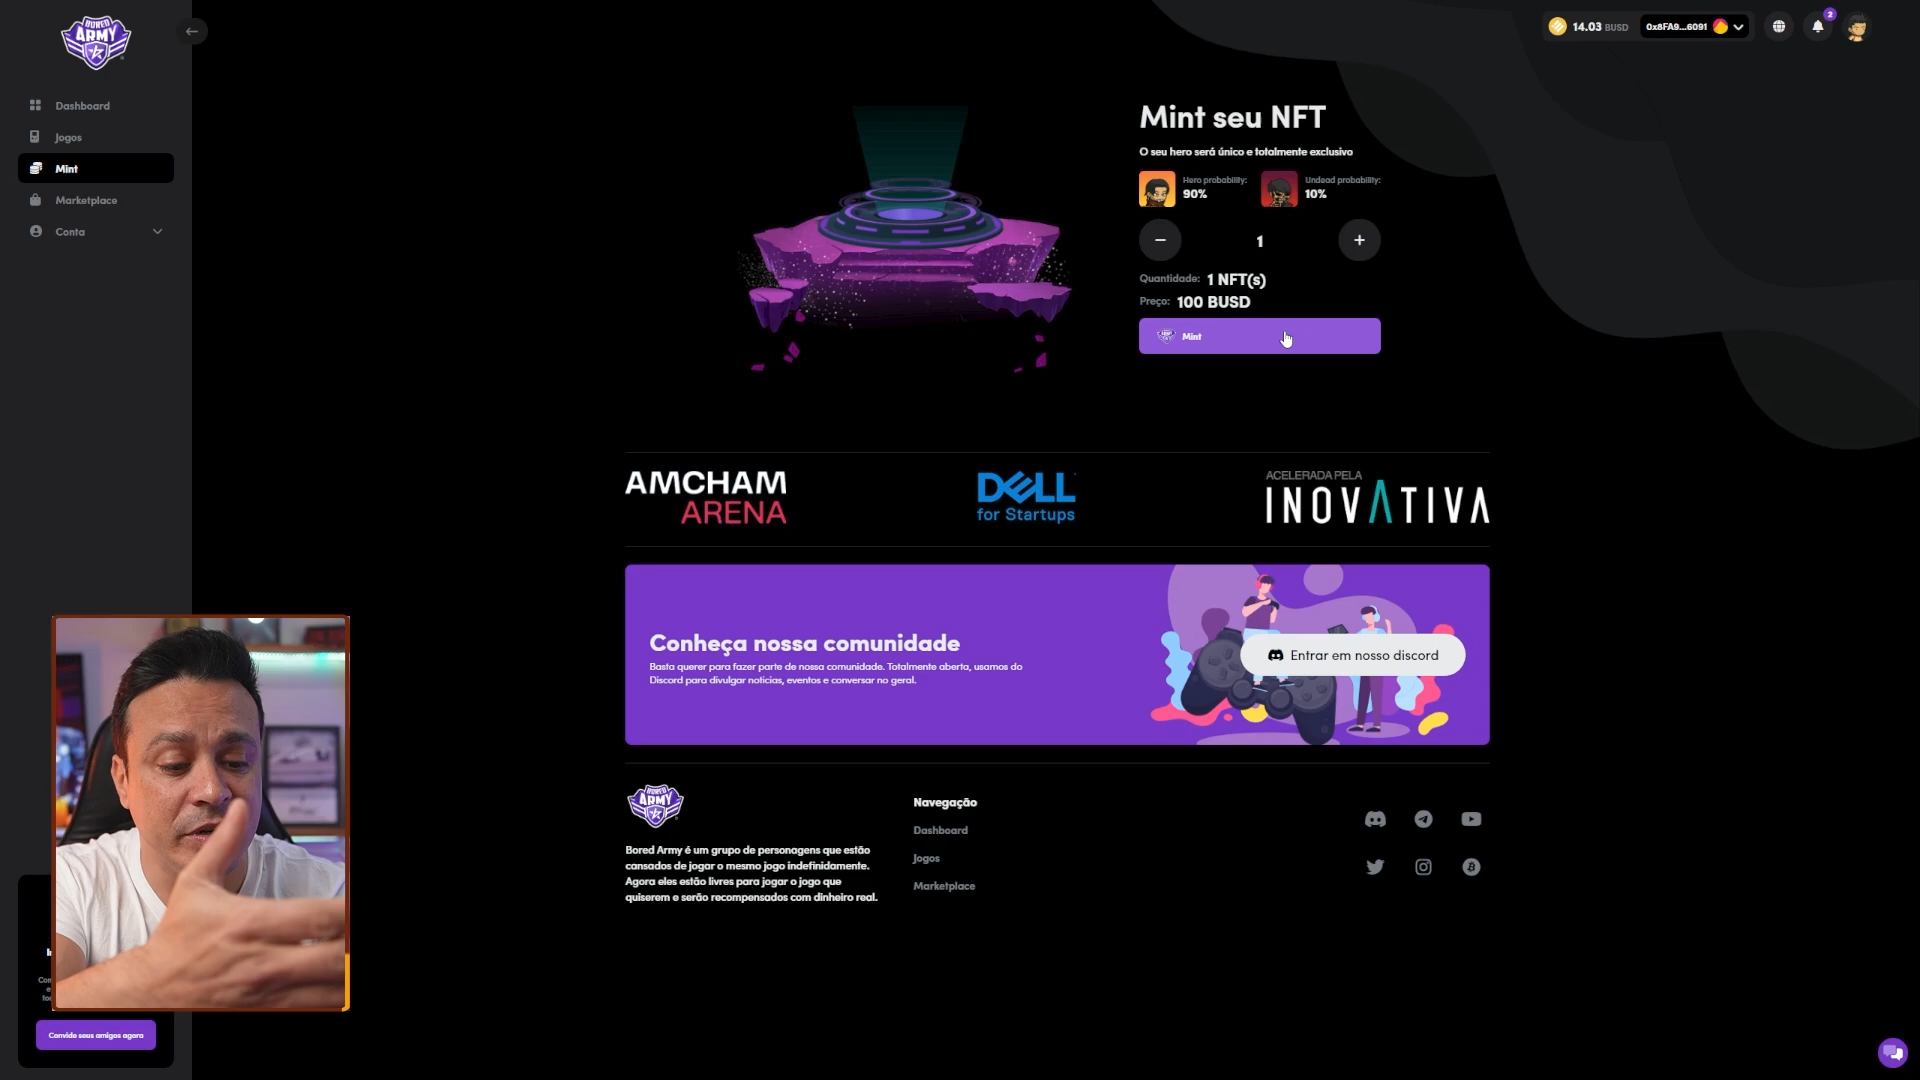 BORED
ARMY
14.03 BUSD
0x8FA9...6091
2
Dashboard
Jogos
Mint
Marketplace
Conta
Mint seu NFT
O seu hero será único e totalmente exclusivo
Hero probability:
90%
Undead probability:
10%
1
Quantidade: 1 NFT(s)
Preço: 100 BUSD
Mint
AMCHAM
ARENA
DELL
for Startups
ACELERADA PELA
INOVATIVA
Conheça nossa comunidade
Basta querer para fazer parte de nossa comunidade. Totalmente aberta, usamos do
Discord para divulgar notícias, eventos e conversar no geral.
Entrar em nosso discord
BORED
ARMY
Bored Army é um grupo de personagens que estão
cansados de jogar o mesmo jogo indefinidamente.
Agora eles estão livres para jogar o jogo que
quiserem e serão recompensados com dinheiro real.
Navegação
Dashboard
Jogos
Marketplace
Convide seus amigos agora